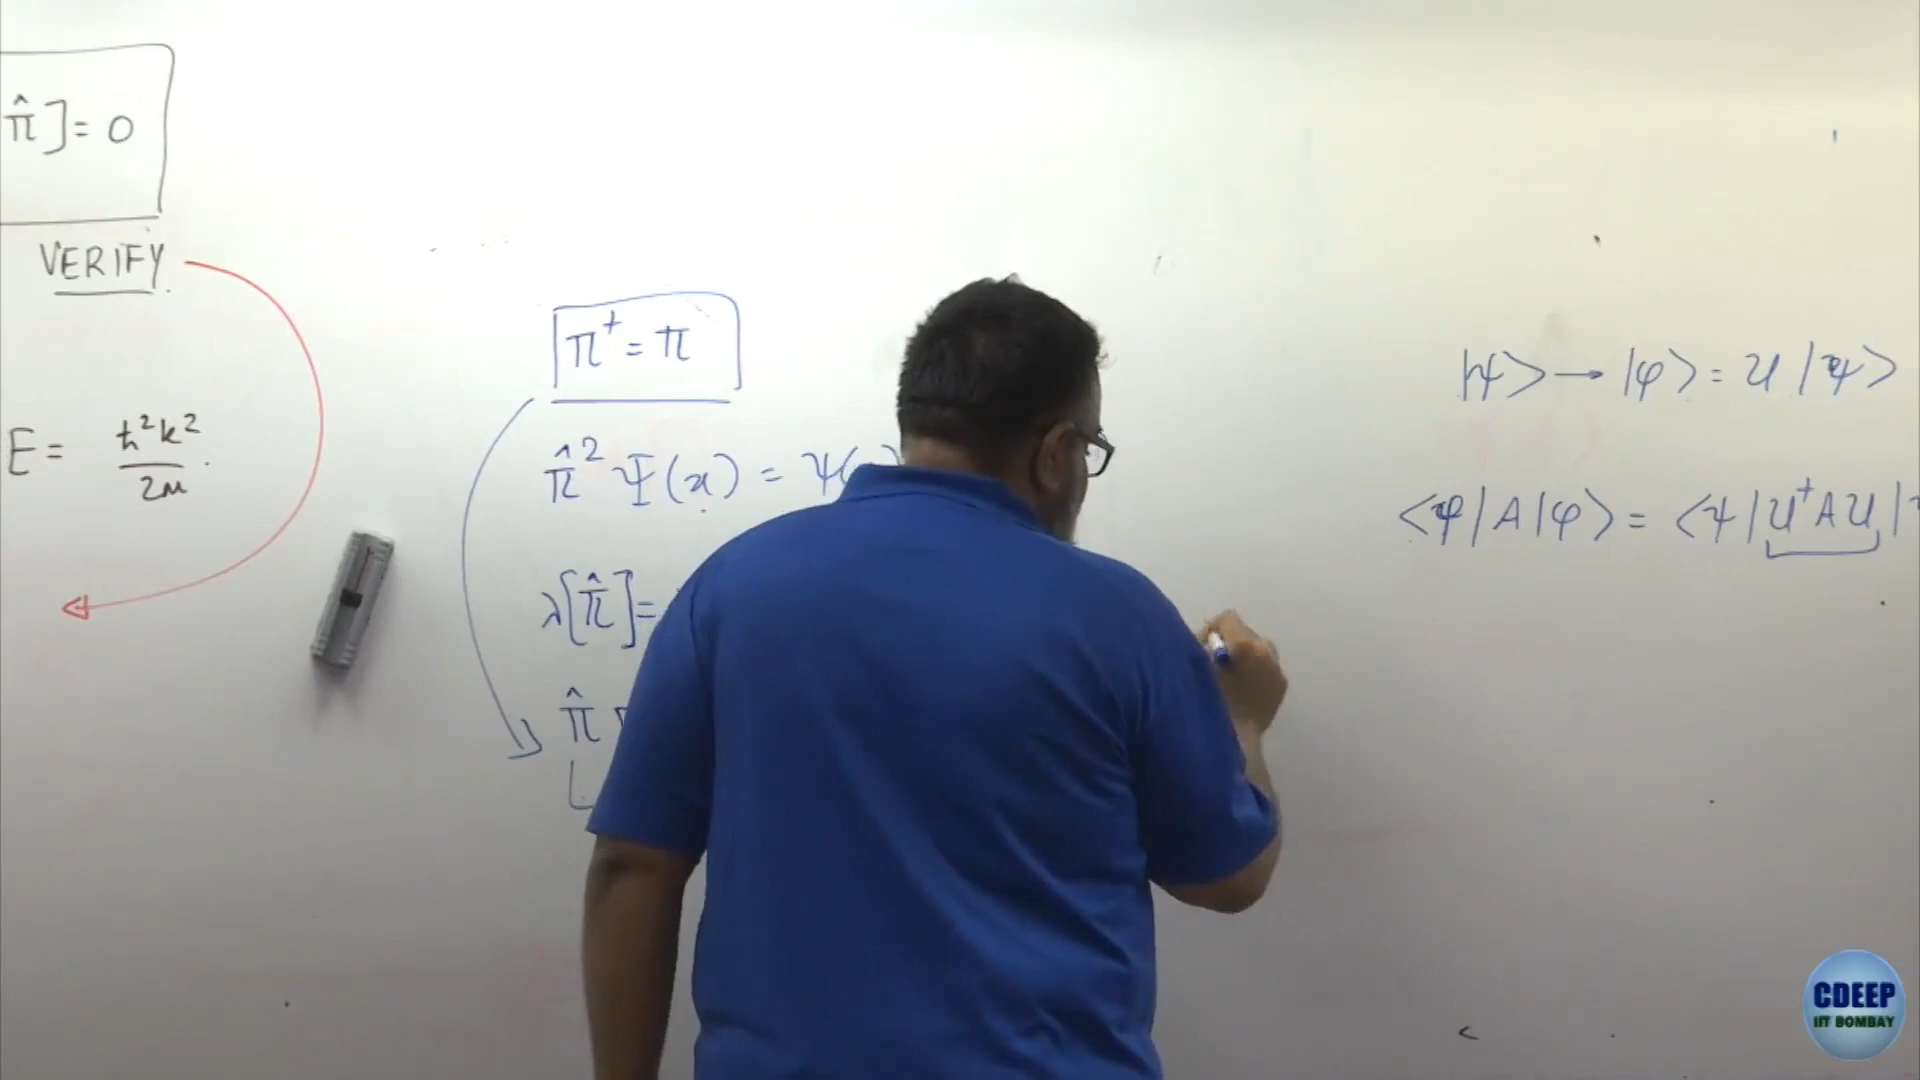 π̂] = 0
VERIFY
E = ħ²k²/2m
π† = π
π̂² Ψ(x) = ψ(
λ[π̂] =
π̂
|ψ> → |φ> = U |ψ>
<φ|A|φ> = <ψ|U†AU|
CDEEP
IIT BOMBAY